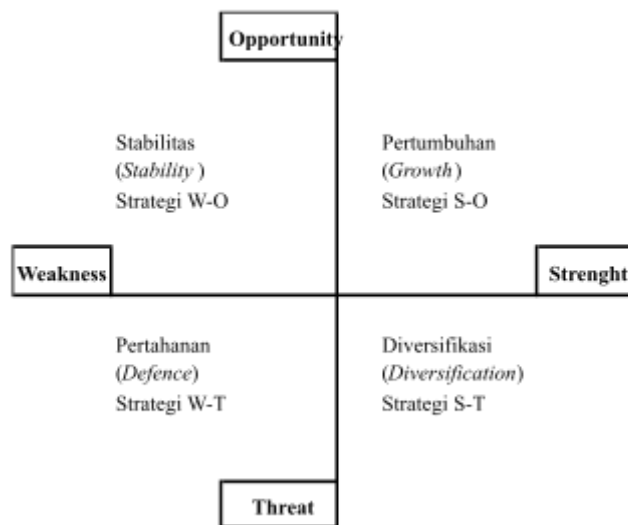 Opportunity
Stabilitas
(Stability )
Strategi W-O
Pertumbuhan
(Growth )
Strategi S-O
Weakness
Strenght
Pertahanan
(Defence)
Strategi W-T
Diversifikasi
(Diversification)
Strategi S-T
Threat